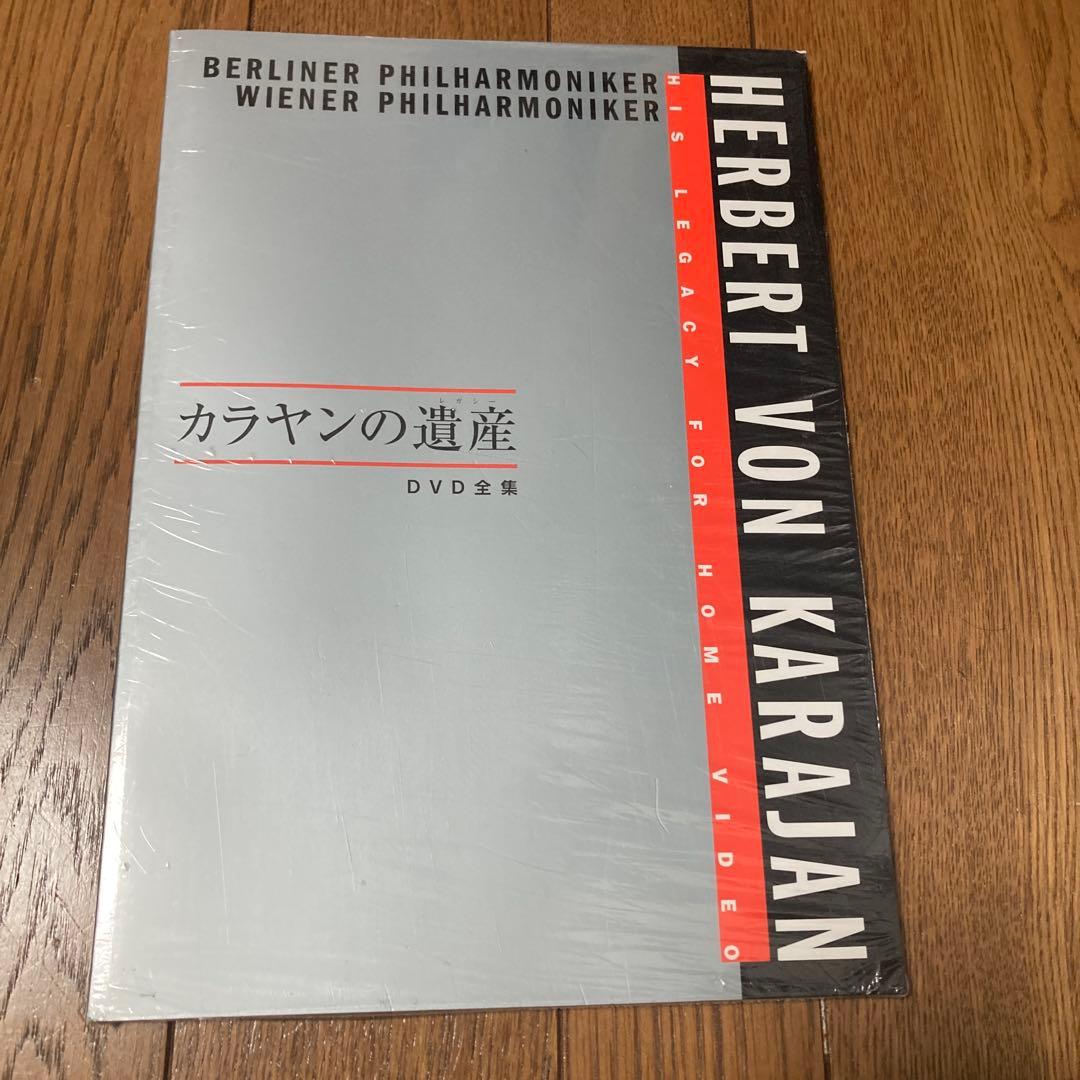 BERLINER PHILHARMONIKER
WIENER PHILHARMONIKER
HERBERT VON KARAJAN
HIS LEGACY FOR HOME VIDEO
レガシー
カラヤンの遺産
DVD全集